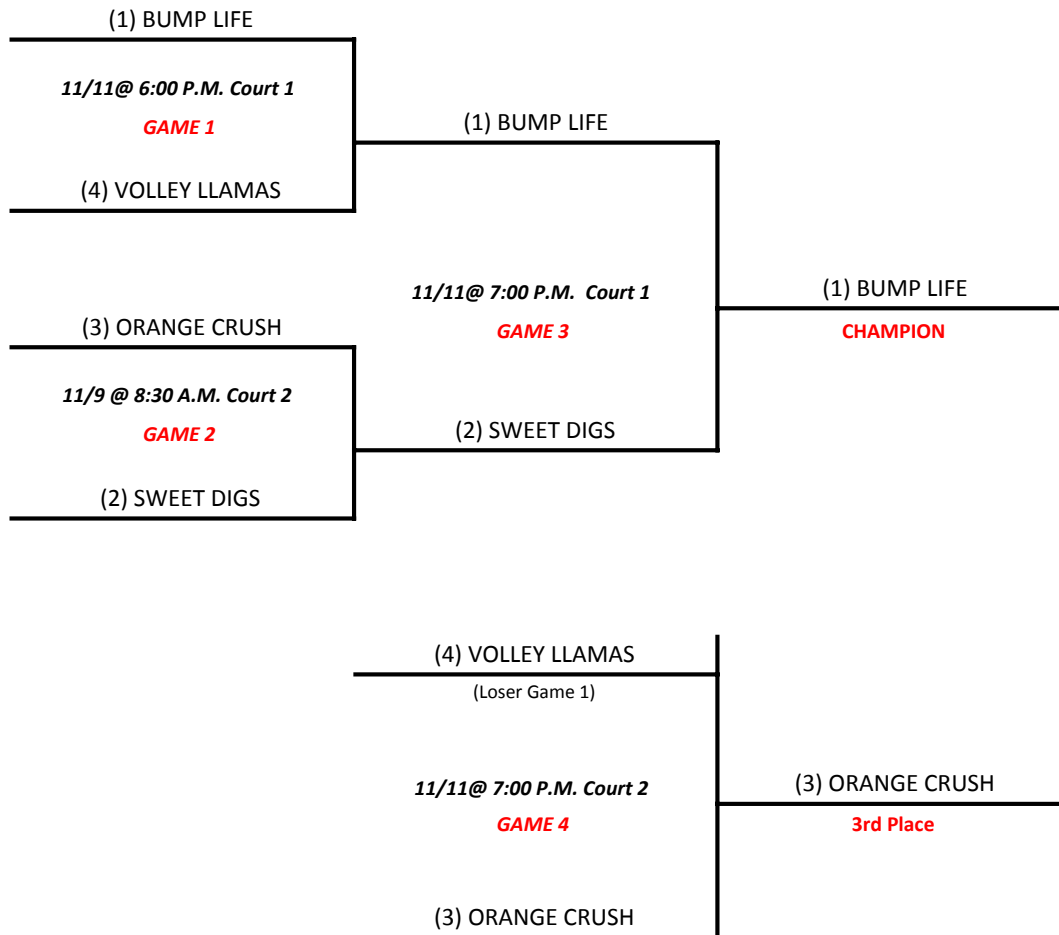 (1) BUMP LIFE
11/11@ 6:00 P.M. Court 1
GAME 1
(1) BUMP LIFE
(4) VOLLEY LLAMAS
11/11@ 7:00 P.M.  Court 1
(1) BUMP LIFE
(3) ORANGE CRUSH
GAME 3
CHAMPION
11/9 @ 8:30 A.M. Court 2
GAME 2
(2) SWEET DIGS
(2) SWEET DIGS
(4) VOLLEY LLAMAS
(Loser Game 1)
11/11@ 7:00 P.M. Court 2
(3) ORANGE CRUSH
GAME 4
3rd Place
(3) ORANGE CRUSH